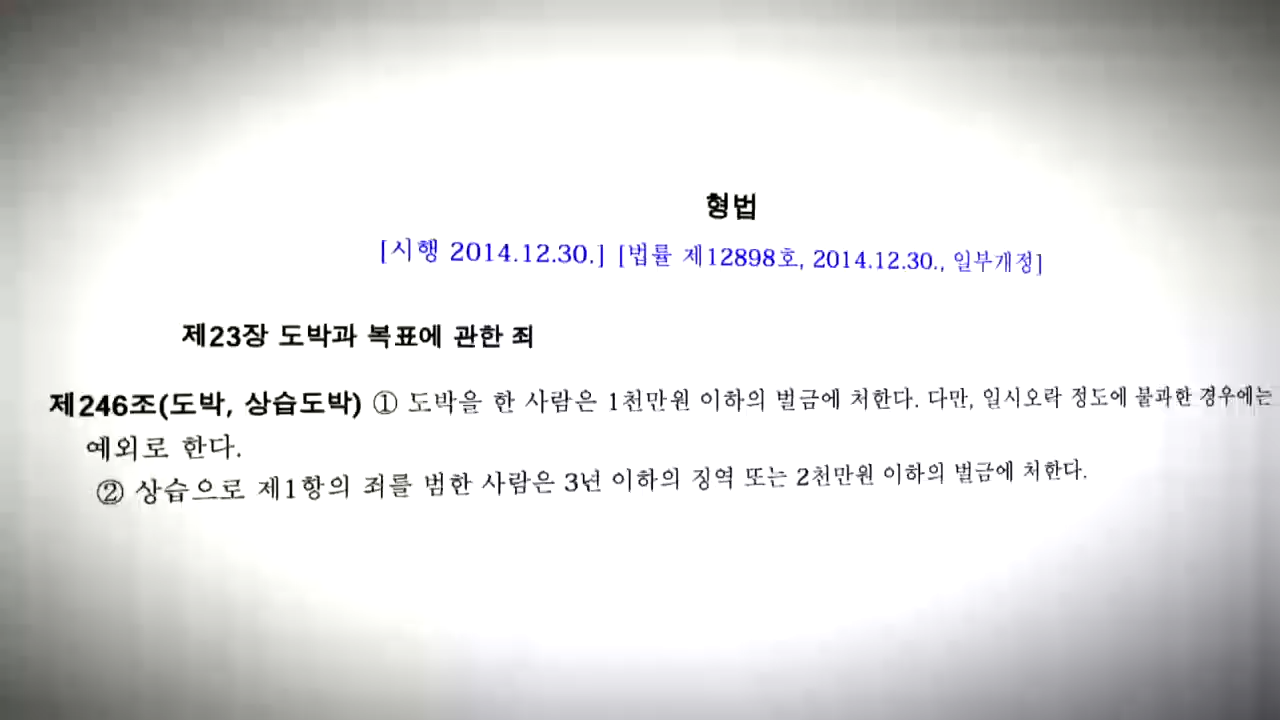 형법
[시행 2014.12.30.] [법률 제12898호, 2014.12.30., 일부개정]
제23장 도박과 복표에 관한 죄
제246조(도박, 상습도박) ① 도박을 한 사람은 1천만원 이하의 벌금에 처한다. 다만, 일시오락 정도에 불과한 경우에는
예외로 한다.
② 상습으로 제1항의 죄를 범한 사람은 3년 이하의 징역 또는 2천만원 이하의 벌금에 처한다.